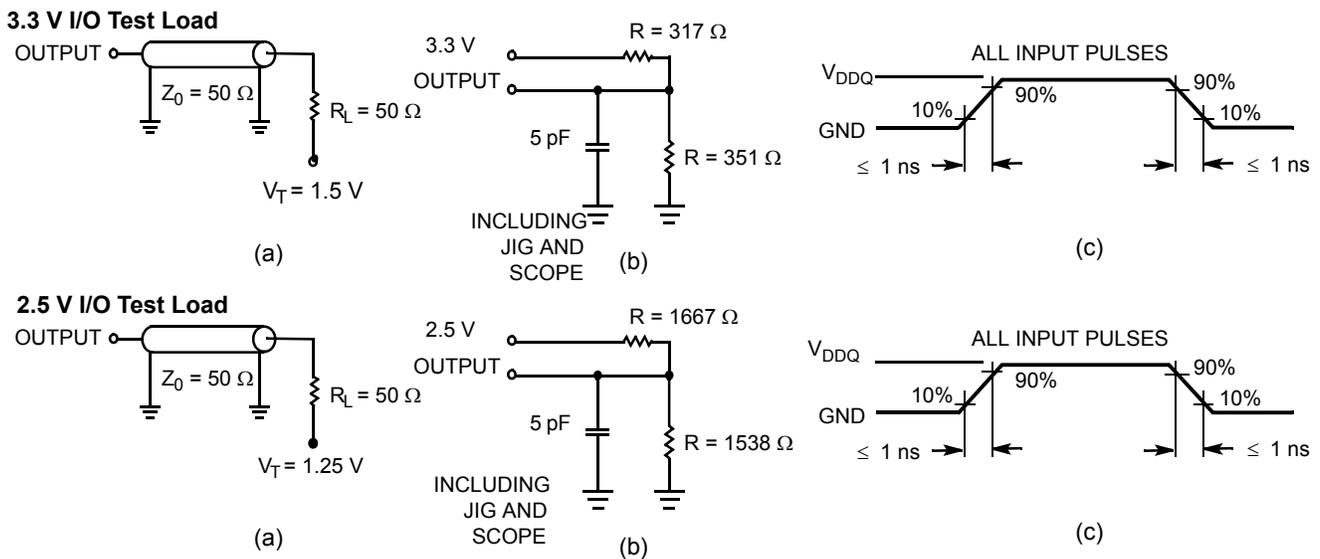 3.3 V I/O Test Load
OUTPUT
Z0 = 50 Ω
RL = 50 Ω
VT = 1.5 V
(a)
3.3 V
OUTPUT
R = 317 Ω
5 pF
R = 351 Ω
INCLUDING
JIG AND
SCOPE
(b)
ALL INPUT PULSES
VDDQ
GND
10%
90%
90%
10%
≤ 1 ns
≤ 1 ns
(c)
2.5 V I/O Test Load
OUTPUT
Z0 = 50 Ω
RL = 50 Ω
VT = 1.25 V
(a)
2.5 V
OUTPUT
R = 1667 Ω
5 pF
R = 1538 Ω
INCLUDING
JIG AND
SCOPE
(b)
ALL INPUT PULSES
VDDQ
GND
10%
90%
90%
10%
≤ 1 ns
≤ 1 ns
(c)